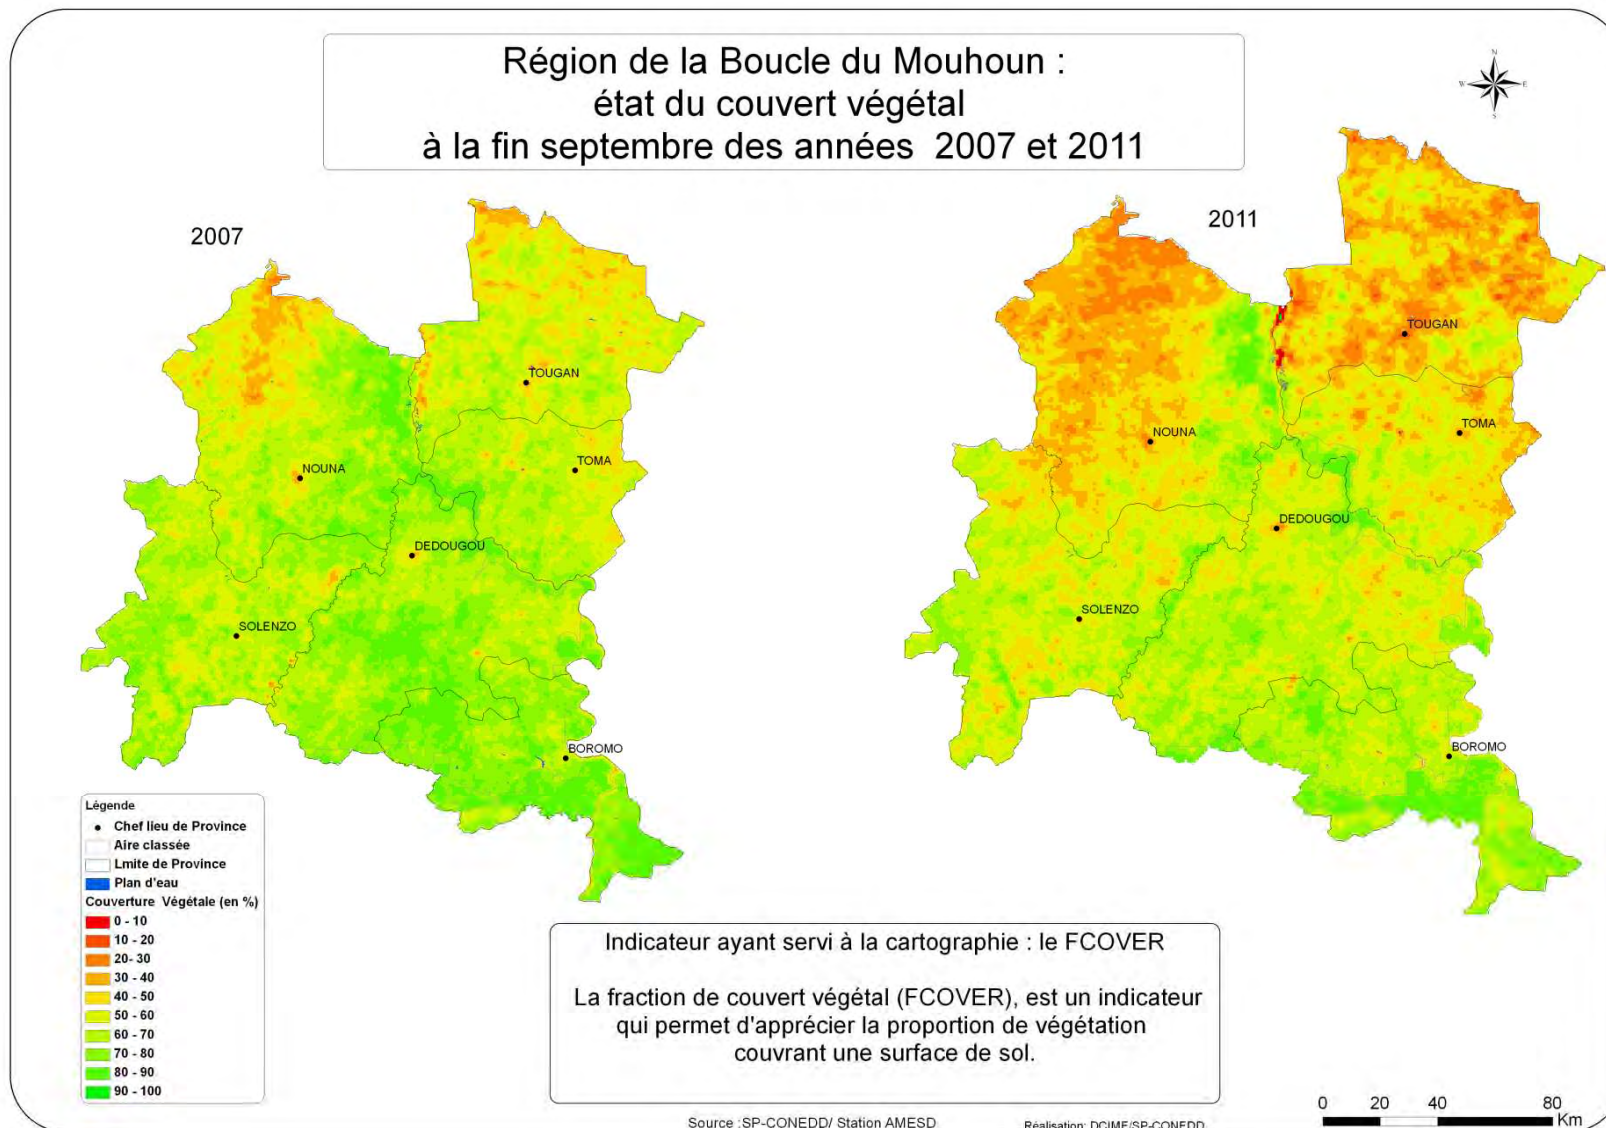 Région de la Boucle du Mouhoun :
état du couvert végétal
à la fin septembre des années 2007 et 2011
N
W
E
S
2007
2011
TOUGAN
NOUNA
TOMA
DEDOUGOU
SOLENZO
BOROMO
TOUGAN
NOUNA
TOMA
DEDOUGOU
SOLENZO
BOROMO
Légende
Chef lieu de Province
Aire classée
Lmite de Province
Plan d'eau
Couverture Végétale (en %)
0 - 10
10 - 20
20- 30
30 - 40
40 - 50
50 - 60
60 - 70
70 - 80
80 - 90
90 - 100
Indicateur ayant servi à la cartographie : le FCOVER
La fraction de couvert végétal (FCOVER), est un indicateur
qui permet d'apprécier la proportion de végétation
couvrant une surface de sol.
Source :SP-CONEDD/ Station AMESD
Réalisation: DCIME/SP-CONEDD
0 20 40 80
Km